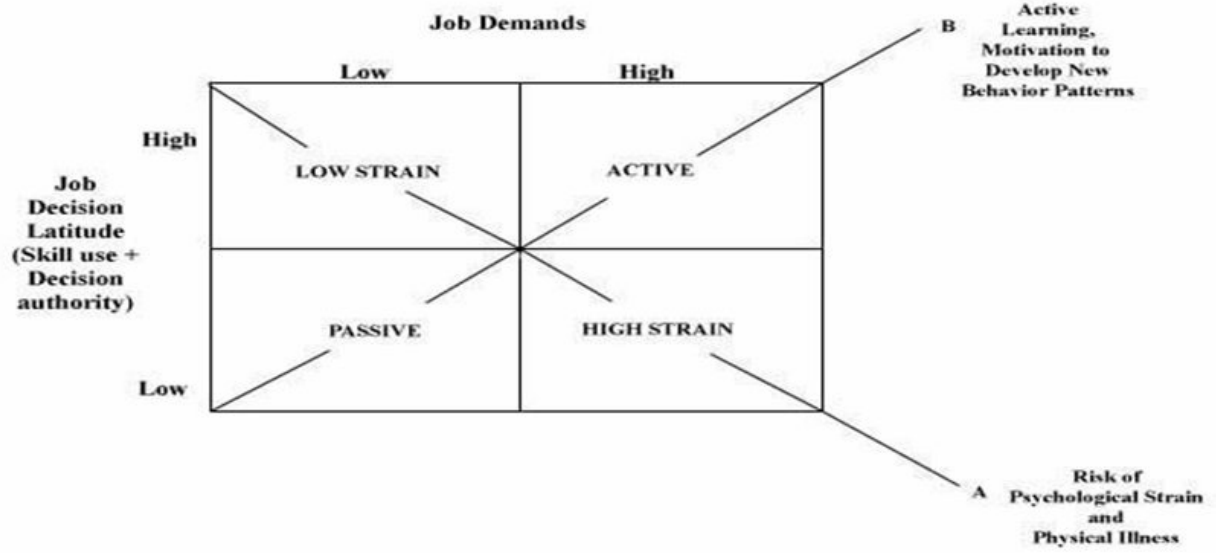 Job Demands
Low
High
B
Active
Learning,
Motivation to
Develop New
Behavior Patterns
High
Job
Decision
Latitude
(Skill use +
Decision
authority)
Low
LOW STRAIN
ACTIVE
PASSIVE
HIGH STRAIN
A
Risk of
Psychological Strain
and
Physical Illness